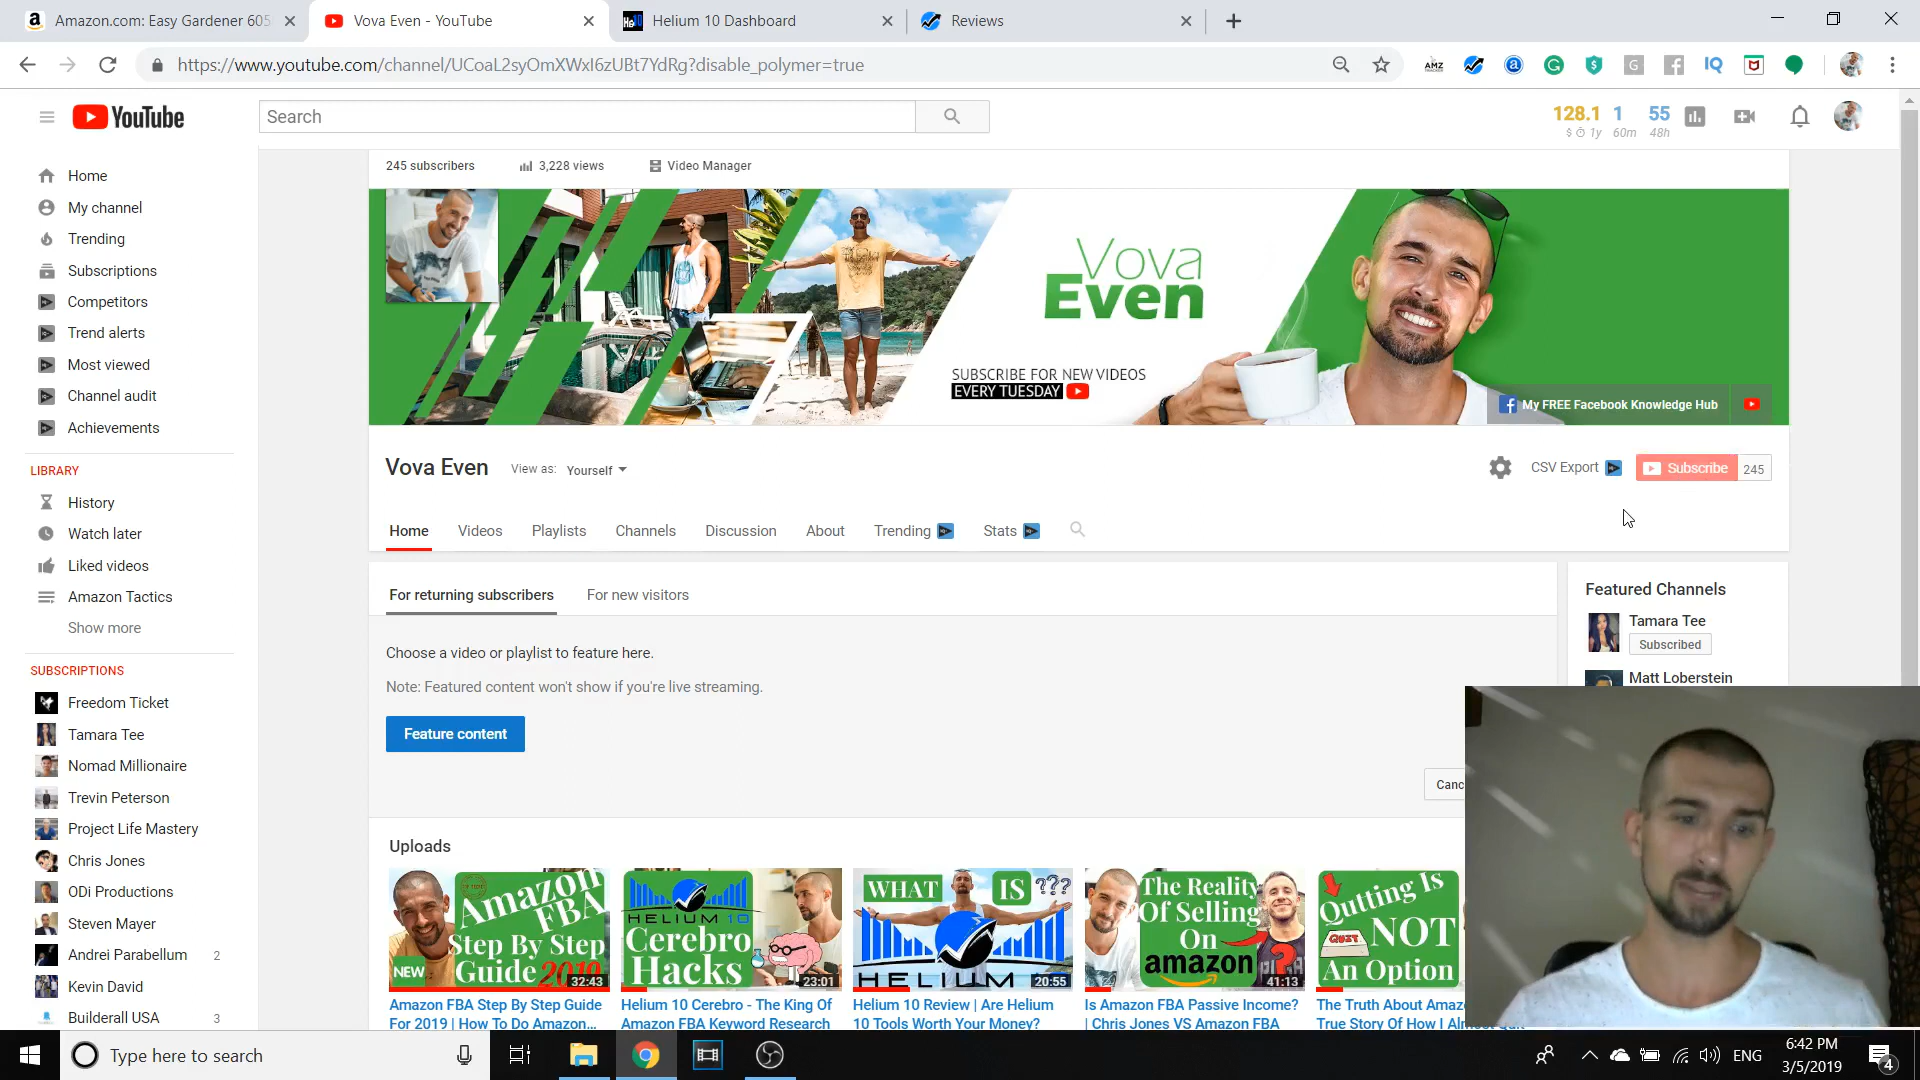 Amazon.com: Easy Gardener 605
Vova Even - YouTube
Helium 10 Dashboard
Reviews
https://www.youtube.com/channel/UCoaL2syOmXWxI6zUBt7YdRg?disable_polymer=true
YouTube
Search
128.1 1 55
1y 60m 48h
245 subscribers
3,228 views
Video Manager
Home
My channel
Trending
Subscriptions
Competitors
Trend alerts
Most viewed
Channel audit
Achievements
LIBRARY
History
Watch later
Liked videos
Amazon Tactics
Show more
SUBSCRIPTIONS
Freedom Ticket
Tamara Tee
Nomad Millionaire
Trevin Peterson
Project Life Mastery
Chris Jones
ODi Productions
Steven Mayer
Andrei Parabellum 2
Kevin David
Builderall USA 3
Vova
Even
SUBSCRIBE FOR NEW VIDEOS
EVERY TUESDAY
My FREE Facebook Knowledge Hub
Vova Even
View as: Yourself
CSV Export
Subscribe 245
Home Videos Playlists Channels Discussion About Trending Stats
For returning subscribers
For new visitors
Choose a video or playlist to feature here.
Note: Featured content won't show if you're live streaming.
Feature content
Canc
Featured Channels
Tamara Tee
Subscribed
Matt Loberstein
Uploads
Amazon
FBA
Step By Step
Guide 2019
NEW
32:43
Amazon FBA Step By Step Guide
For 2019 | How To Do Amazon...
HELIUM 10
Cerebro
Hacks
23:01
Helium 10 Cerebro - The King Of
Amazon FBA Keyword Research
WHAT IS ???
HELIUM
20:55
Helium 10 Review | Are Helium
10 Tools Worth Your Money?
The Reality
Of Selling
On
amazon
41:13
Is Amazon FBA Passive Income?
| Chris Jones VS Amazon FBA
Qutting Is
QUIT NOT
An Option
The Truth About Amaz
True Story Of How I Almost Quit
Type here to search
ENG
6:42 PM
3/5/2019
4